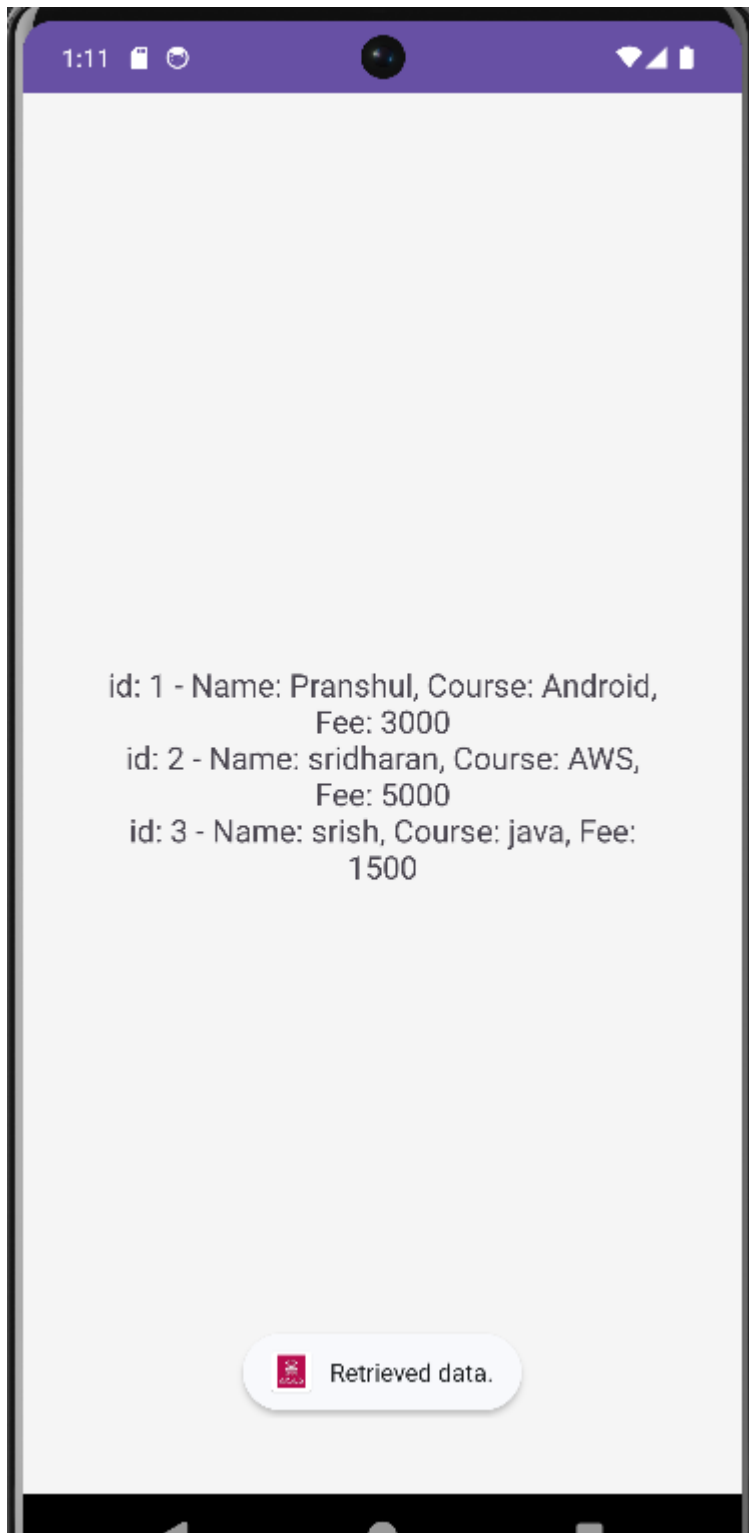 1:11
id: 1 - Name: Pranshul, Course: Android,
Fee: 3000
id: 2 - Name: sridharan, Course: AWS,
Fee: 5000
id: 3 - Name: srish, Course: java, Fee:
1500
Retrieved data.